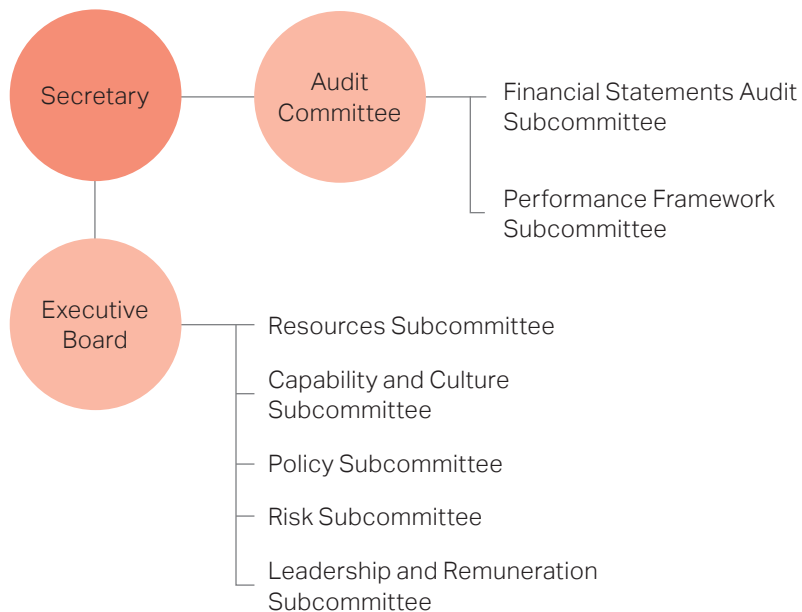 Secretary
Audit
Committee
Financial Statements Audit
Subcommittee
Performance Framework
Subcommittee
Executive
Board
Resources Subcommittee
Capability and Culture
Subcommittee
Policy Subcommittee
Risk Subcommittee
Leadership and Remuneration
Subcommittee